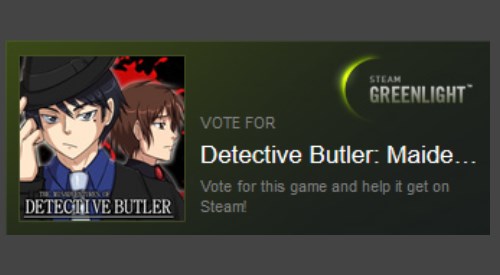 STEAM
GREENLIGHT™
VOTE FOR
Detective Butler: Maide...
Vote for this game and help it get on
Steam!
THE MISADVENTURES OF
DETECTIVE BUTLER